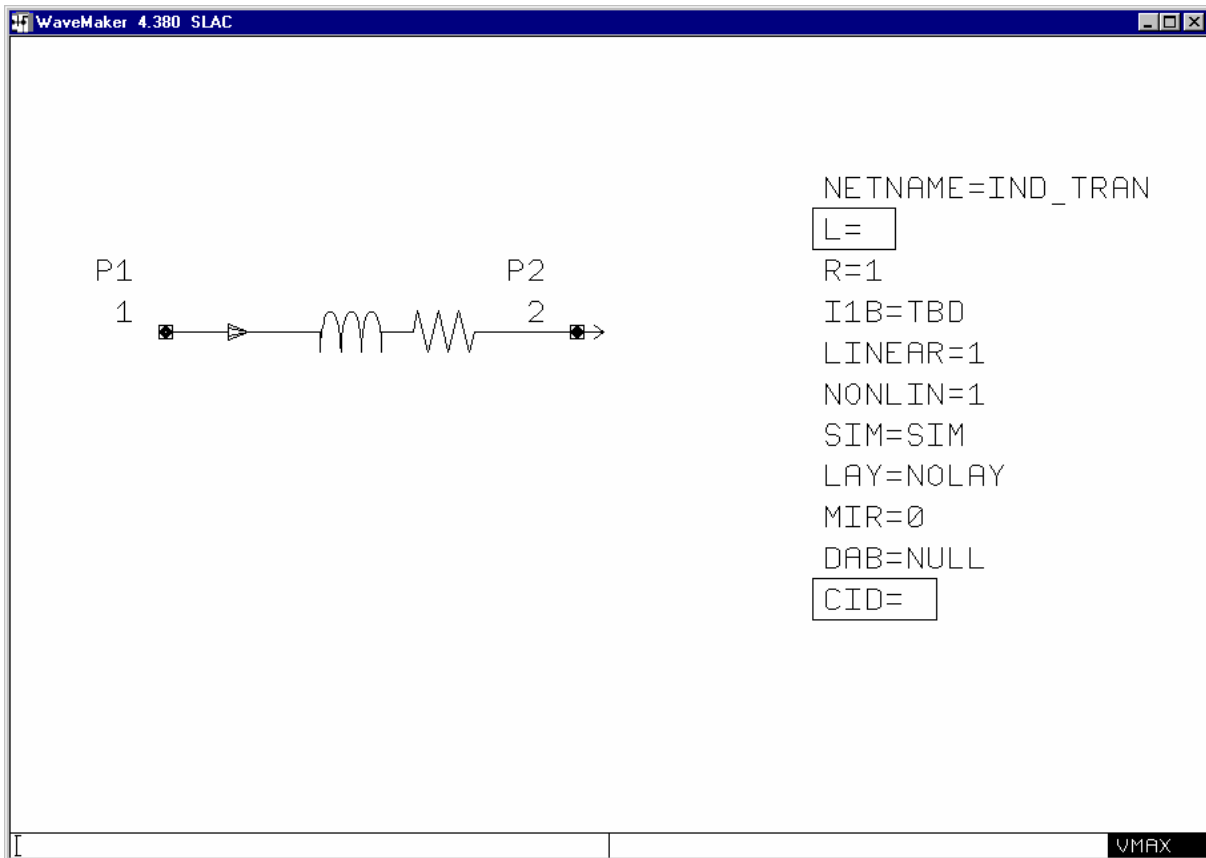 WaveMaker 4.380 SLAC
P1
1
P2
2
NETNAME=IND_TRAN
L=
R=1
I1B=TBD
LINEAR=1
NONLIN=1
SIM=SIM
LAY=NOLAY
MIR=0
DAB=NULL
CID=
VMAX